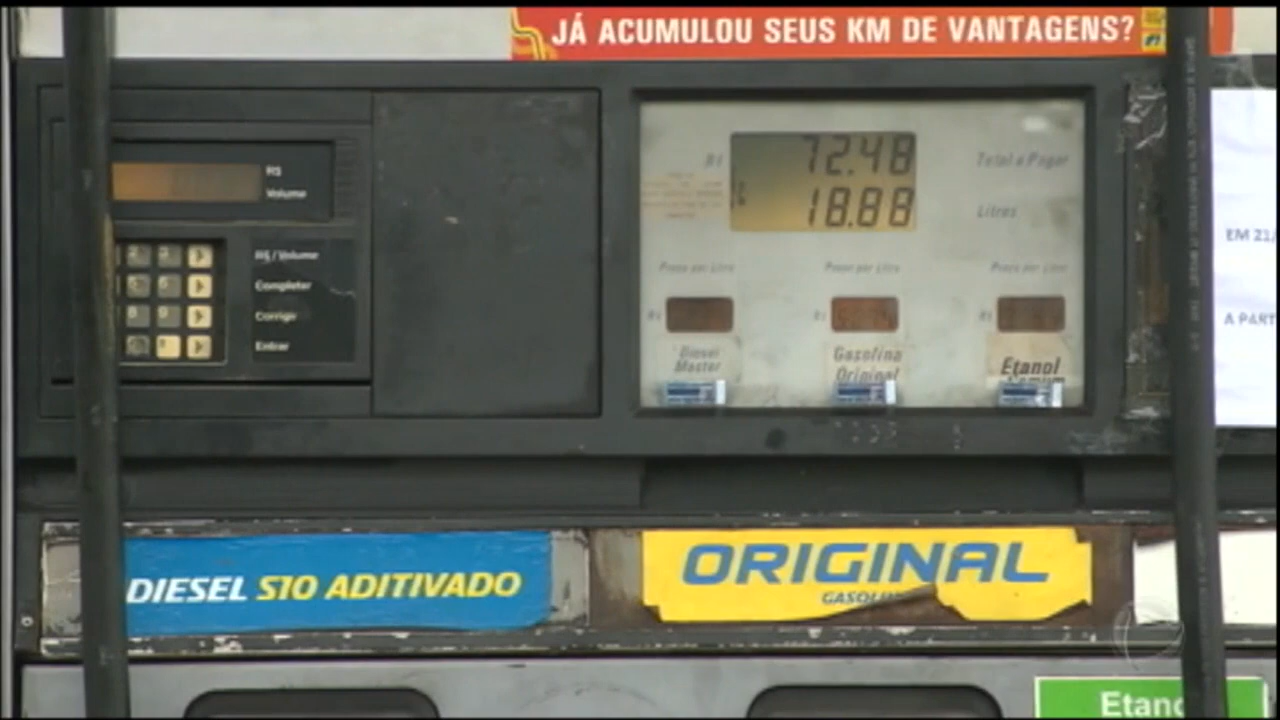 JÁ ACUMULOU SEUS KM DE VANTAGENS?
R$
Volume
R$ 72.48 Total a Pagar
18.88 Litros
EM 21/
R$/Volume
Completar
Corrige
Entrar
Preço por Litro Preço por Litro Preço por Litro
R$ R$ R$
A PART
Diesel Master
Gasolina Original
Etanol Comum
DIESEL S10 ADITIVADO
ORIGINAL
Etano